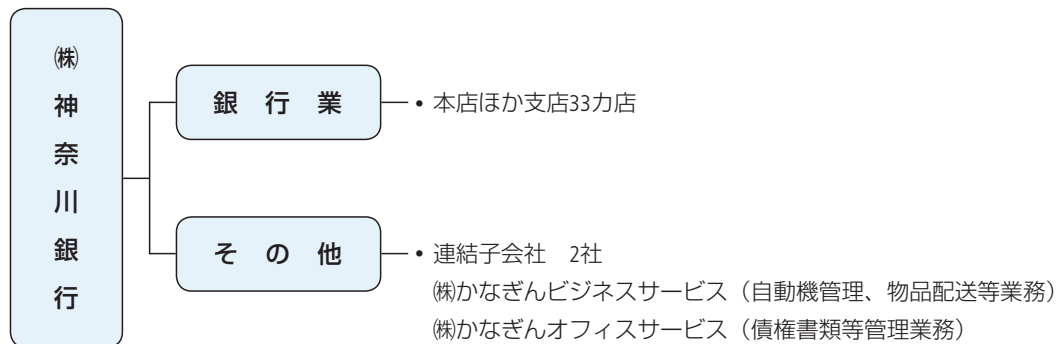 ㈱神奈川銀行
銀行業
• 本店ほか支店33カ店
その他
• 連結子会社　2社
㈱かなぎんビジネスサービス（自動機管理、物品配送等業務）
㈱かなぎんオフィスサービス（債権書類等管理業務）